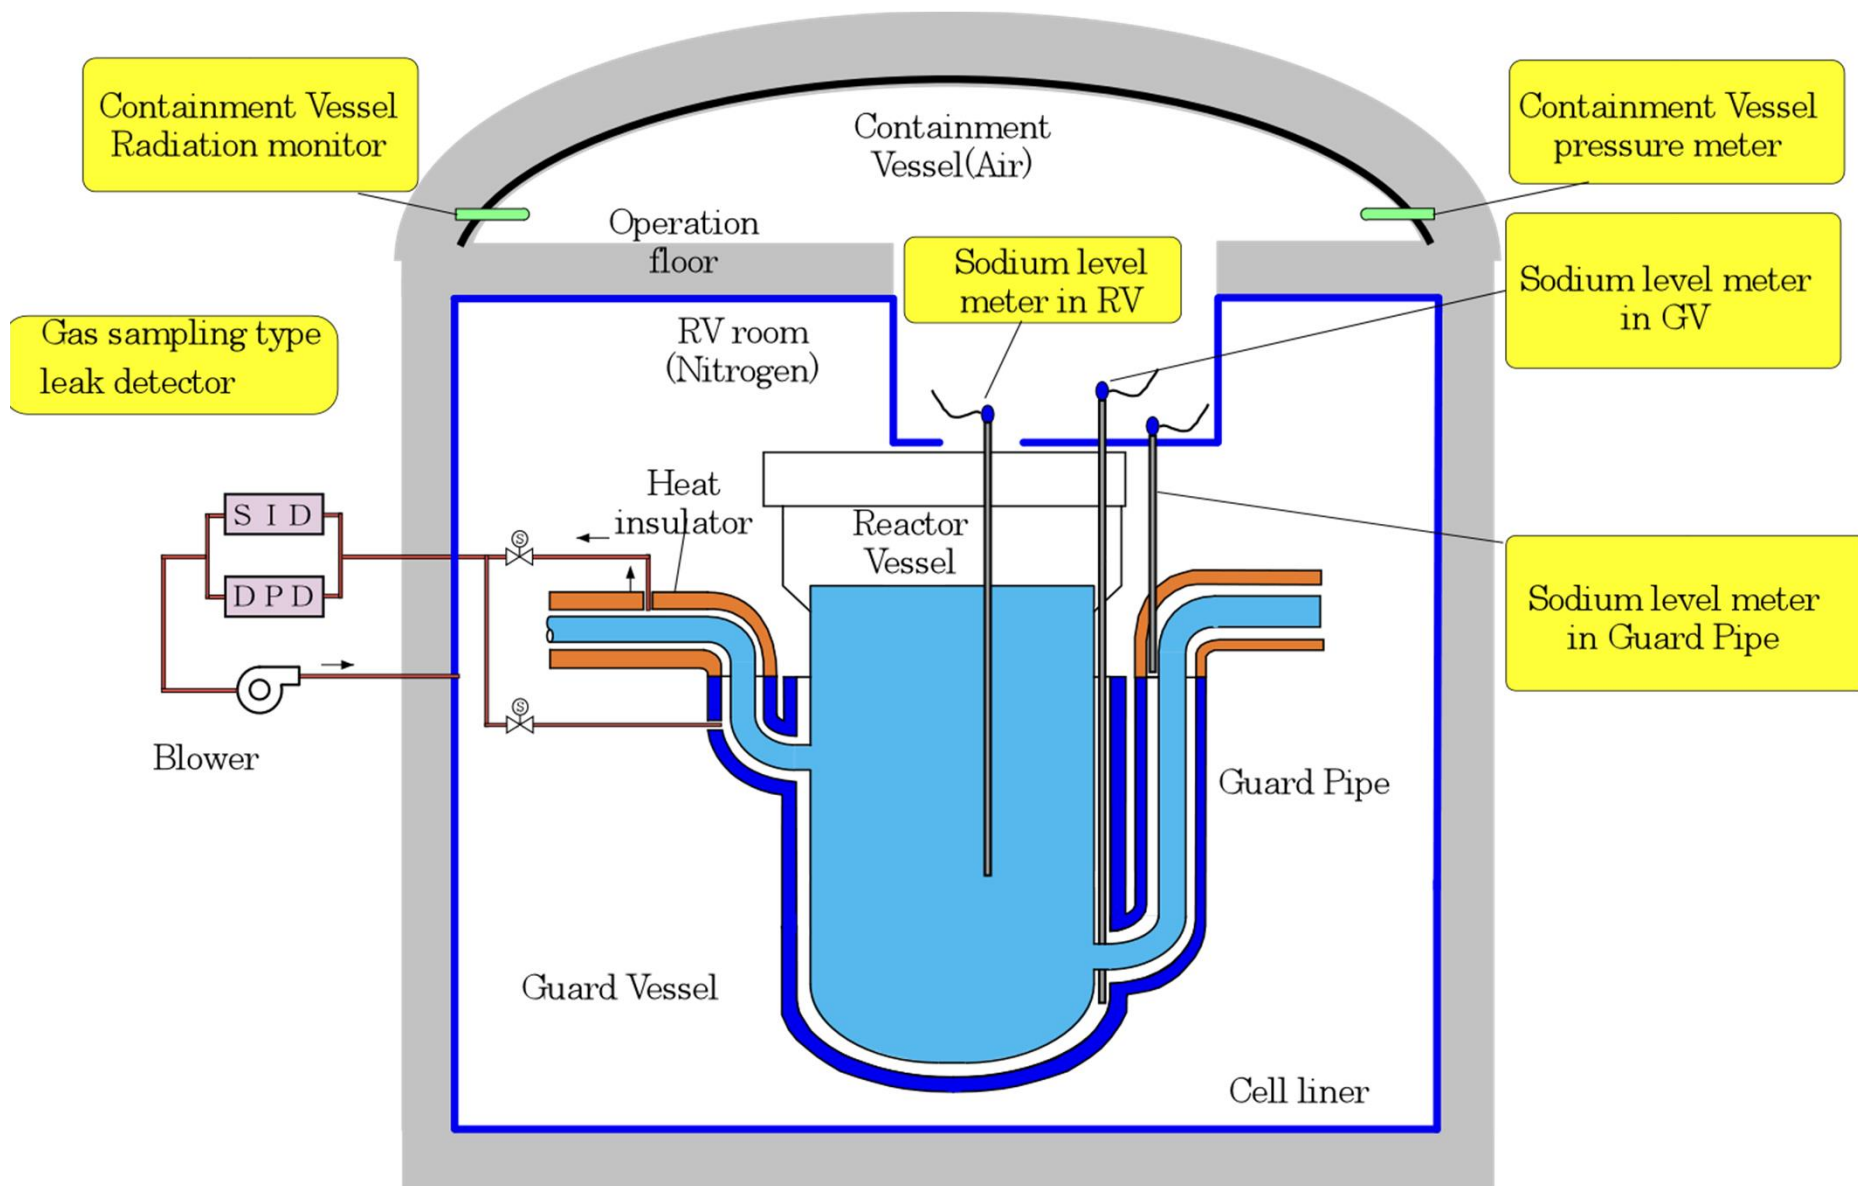 Containment Vessel
Radiation monitor
Containment
Vessel(Air)
Containment Vessel
pressure meter
Operation
floor
Sodium level
meter in RV
Sodium level meter
in GV
Gas sampling type
leak detector
RV room
(Nitrogen)
Heat
insulator
Reactor
Vessel
S I D
S
D P D
Sodium level meter
in Guard Pipe
S
Blower
Guard Pipe
Guard Vessel
Cell liner